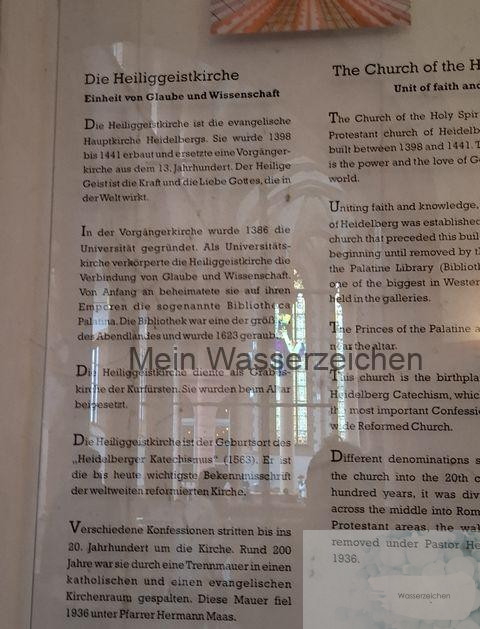 Die Heiliggeistkirche
Einheit von Glaube und Wissenschaft
Die Heiliggeistkirche ist die evangelische
Hauptkirche Heidelbergs. Sie wurde 1398
bis 1441 erbaut und ersetzte eine Vorgänger-
kirche aus dem 13. Jahrhundert. Der Heilige
Geist ist die Kraft und die Liebe Gottes, die in
der Welt wirkt.
In der Vorgängerkirche wurde 1386 die
Universität gegründet. Als Universitäts-
kirche verkörperte die Heiliggeistkirche die
Verbindung von Glaube und Wissenschaft.
Von Anfang an beheimatete sie auf ihren
Emporen die sogenannte Bibliotheca
Palatina. Die Bibliothek war eine der größ
des Abendlandes und wurde 1623 geraub
Die Heiliggeistkirche diente als Grables-
kirche der Kurfürsten. Sie wurden beim Altar
beigesetzt.
Die Heiliggeistkirche ist der Geburtsort des
„Heidelberger Katechismus" (1563). Er ist
die bis heute wichtigste Bekenntnisschrift
der weltweiten reformierten Kirche.
Verschiedene Konfessionen stritten bis ins
20. Jahrhundert um die Kirche. Rund 200
Jahre war sie durch eine Trennmauer in einen
katholischen und einen evangelischen
Kirchenraum gespalten. Diese Mauer fiel
1936 unter Pfarrer Hermann Maas.
The Church of the H
Unit of faith and
The Church of the Holy Spir
Protestant church of Heidelb
built between 1398 and 1441. T
is the power and the love of G
world.
Uniting faith and knowledge,
of Heidelberg was established
church that preceded this buil
beginning until removed by t
the Palatine Library (Biblioth
one of the biggest in Wester
held in the galleries.
The Princes of the Palatine a
near the altar.
This church is the birthpla
Heidelberg Catechism, whic
the most important Confessi
wide Reformed Church.
Different denominations s
the church into the 20th c
hundred years, it was div
across the middle into Rom
Protestant areas, the wal
removed under Pastor He
1936.
Mein Wasserzeichen
Wasserzeichen